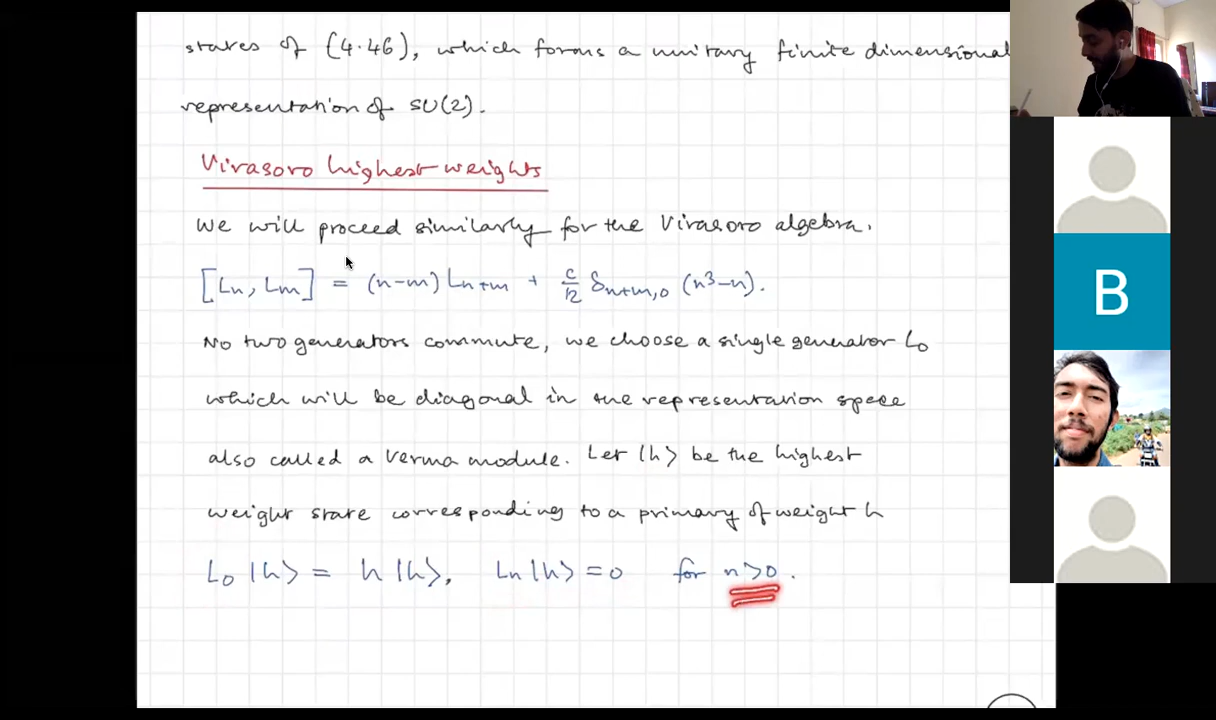 states of (4.46), which forms a unitary finite dimensional
representation of SU(2).
Virasoro highest weights
We will proceed similarly for the Virasoro algebra.
[Ln, Lm] = (n-m) Ln+m + c/12 δn+m,0 (n³-n).
No two generators commute, we choose a single generator L0
which will be diagonal in the representation space
also called a Verma module. Let |h> be the highest
weight state corresponding to a primary of weight h
L0 |h> = h |h>, Ln |h> = 0 for n>0.
B